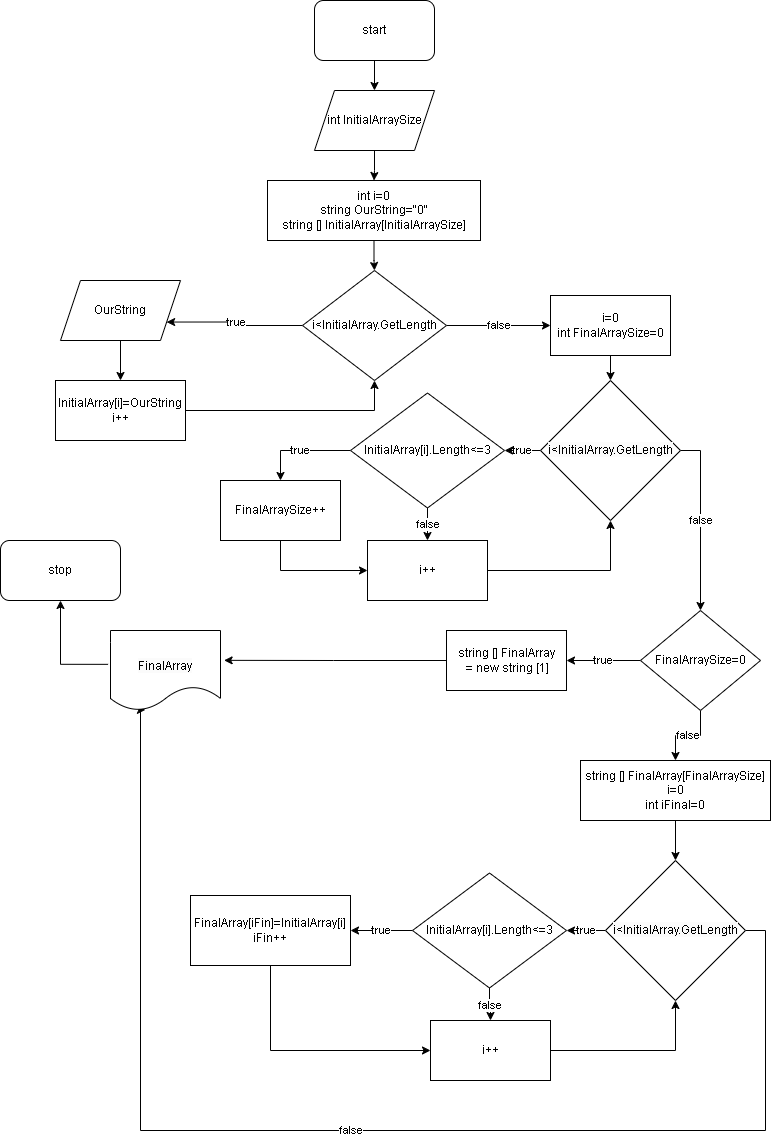 start
int InitialArraySize
int i=0
string OurString="0"
string [] InitialArray[InitialArraySize]
i<InitialArray.GetLength
true
OurString
InitialArray[i]=OurString
i++
false
i=0
int FinalArraySize=0
i<InitialArray.GetLength
true
InitialArray[i].Length<=3
true
FinalArraySize++
false
i++
false
FinalArraySize=0
true
string [] FinalArray
= new string [1]
FinalArray
stop
false
string [] FinalArray[FinalArraySize]
i=0
int iFinal=0
i<InitialArray.GetLength
true
InitialArray[i].Length<=3
true
FinalArray[iFin]=InitialArray[i]
iFin++
false
i++
false